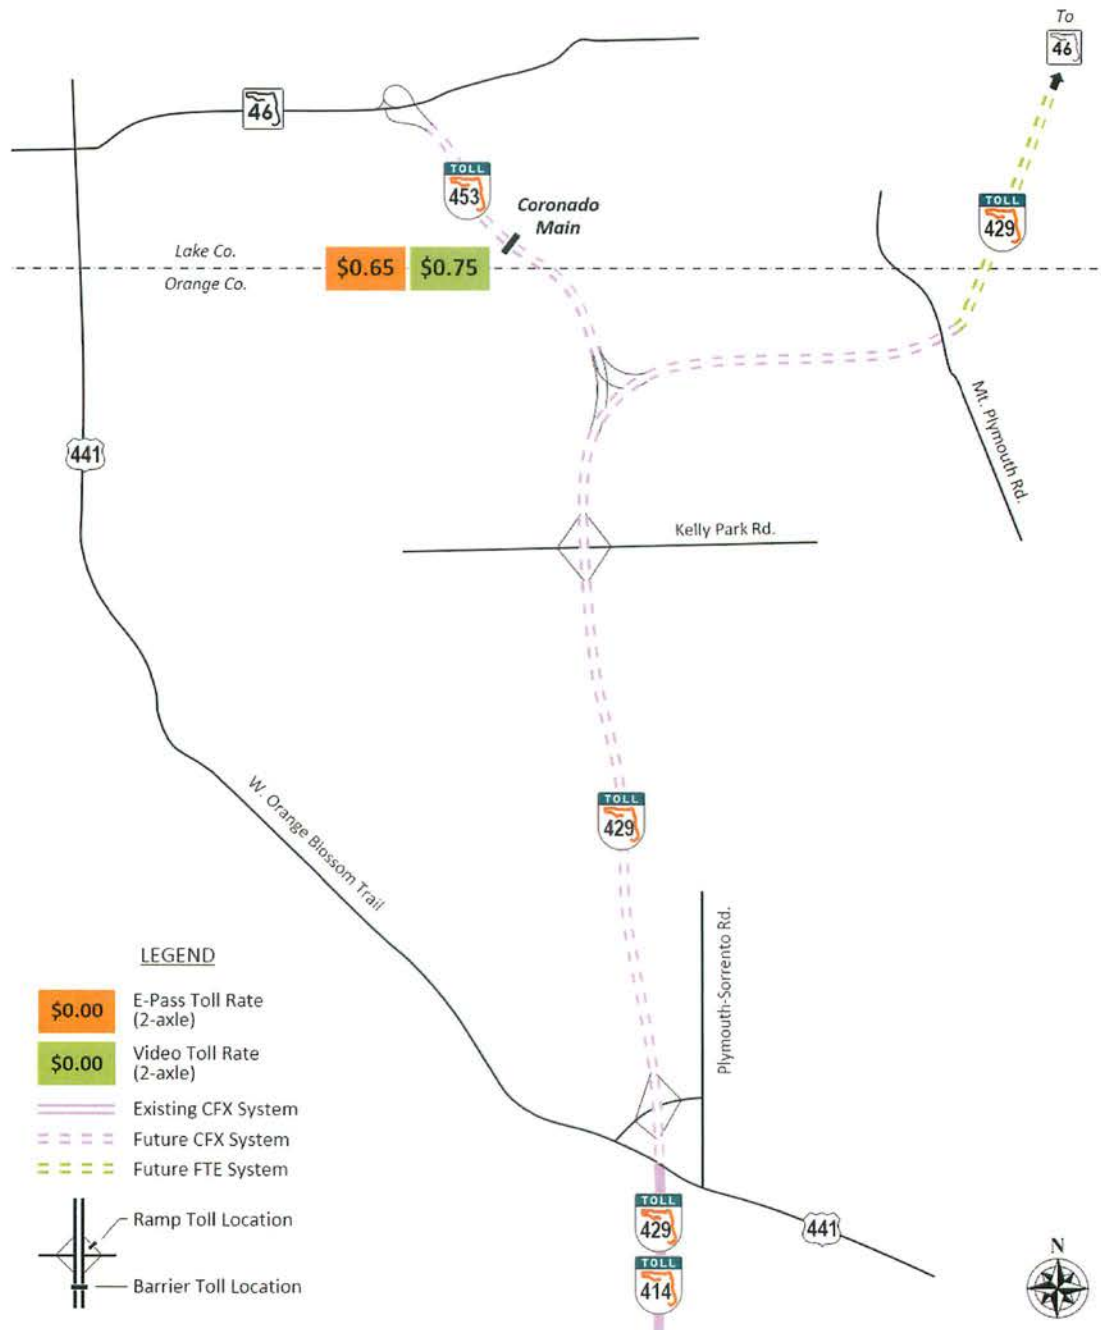 To
46
46
TOLL
453
Coronado
Main
TOLL
429
Lake Co.
Orange Co.
$0.65
$0.75
441
Mt. Plymouth Rd.
Kelly Park Rd.
TOLL
429
W. Orange Blossom Trail
Plymouth-Sorrento Rd.
LEGEND
$0.00
E-Pass Toll Rate
(2-axle)
$0.00
Video Toll Rate
(2-axle)
Existing CFX System
Future CFX System
Future FTE System
Ramp Toll Location
Barrier Toll Location
TOLL
429
441
TOLL
414
N